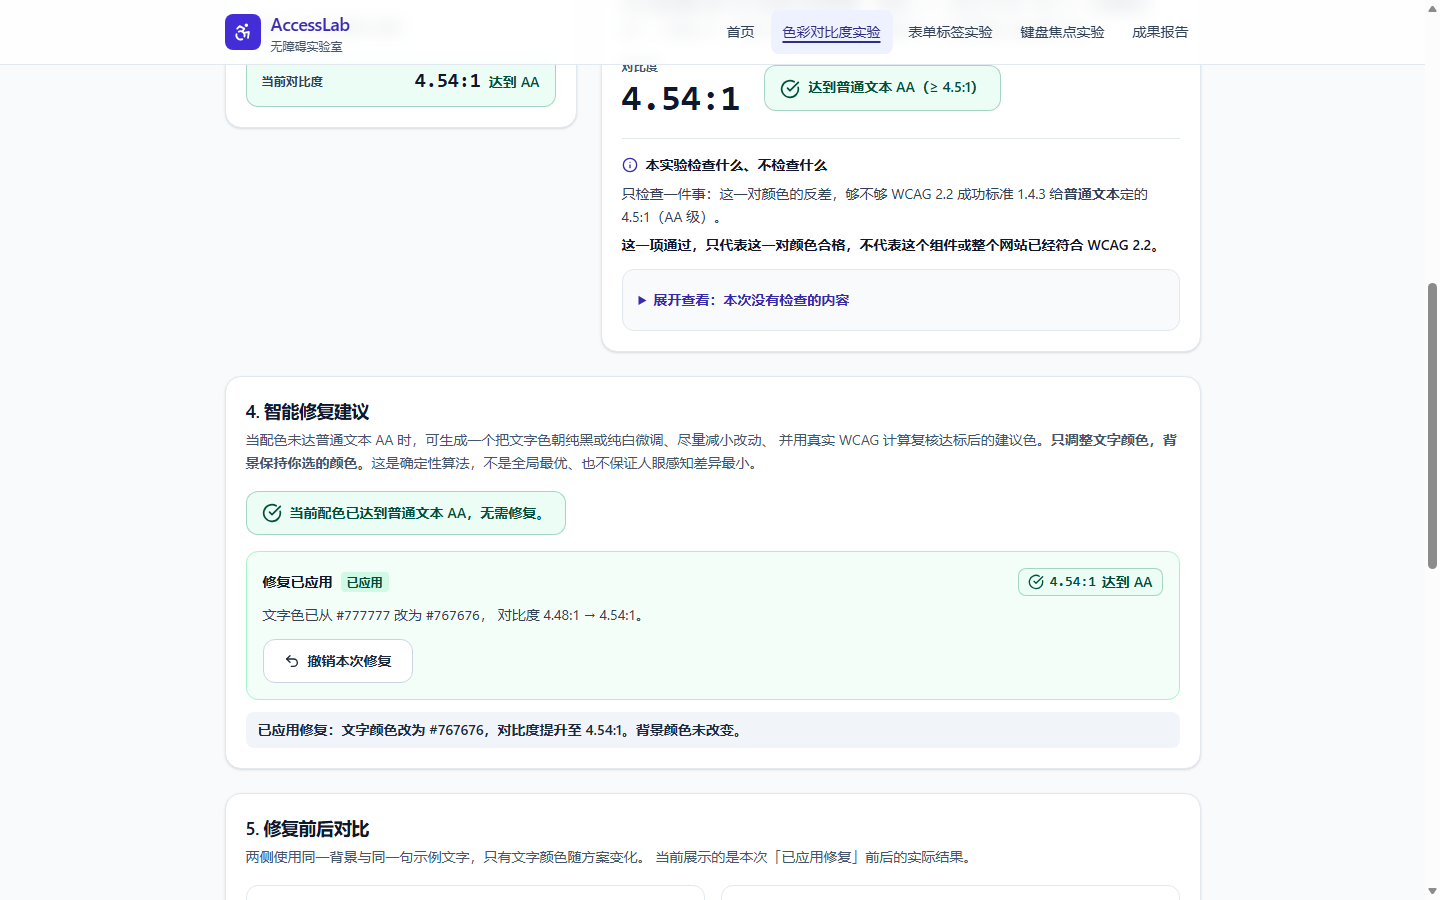 AccessLab
无障碍实验室
首页
色彩对比度实验
表单标签实验
键盘焦点实验
成果报告
当前对比度
4.54:1 达到 AA
对比度
4.54:1
达到普通文本 AA（≥ 4.5:1）
本实验检查什么、不检查什么
只检查一件事：这一对颜色的反差，够不够 WCAG 2.2 成功标准 1.4.3 给普通文本定的
4.5:1（AA 级）。
这一项通过，只代表这一对颜色合格，不代表这个组件或整个网站已经符合 WCAG 2.2。
展开查看：本次没有检查的内容
4. 智能修复建议
当配色未达普通文本 AA 时，可生成一个把文字色朝纯黑或纯白微调、尽量减小改动、 并用真实 WCAG 计算复核达标后的建议色。只调整文字颜色，背
景保持你选的颜色。这是确定性算法，不是全局最优、也不保证人眼感知差异最小。
当前配色已达到普通文本 AA，无需修复。
修复已应用 已应用
4.54:1 达到 AA
文字色已从 #777777 改为 #767676， 对比度 4.48:1 → 4.54:1。
撤销本次修复
已应用修复：文字颜色改为 #767676，对比度提升至 4.54:1。背景颜色未改变。
5. 修复前后对比
两侧使用同一背景与同一句示例文字，只有文字颜色随方案变化。 当前展示的是本次「已应用修复」前后的实际结果。